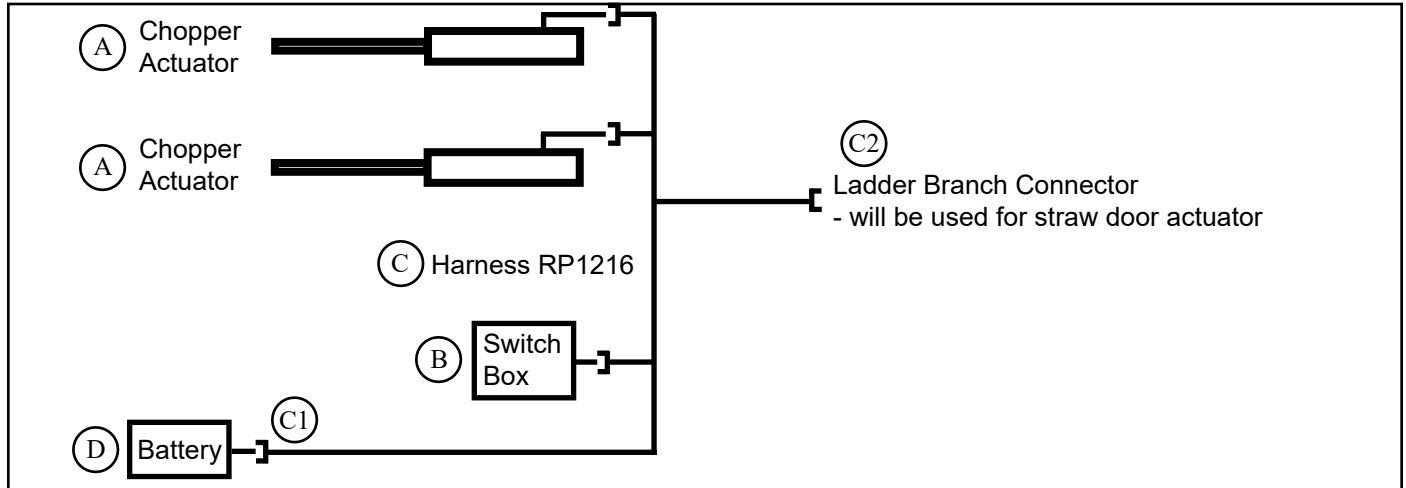 A
Chopper
Actuator
A
Chopper
Actuator
C2
Ladder Branch Connector
- will be used for straw door actuator
C
Harness RP1216
B
Switch
Box
C1
D
Battery